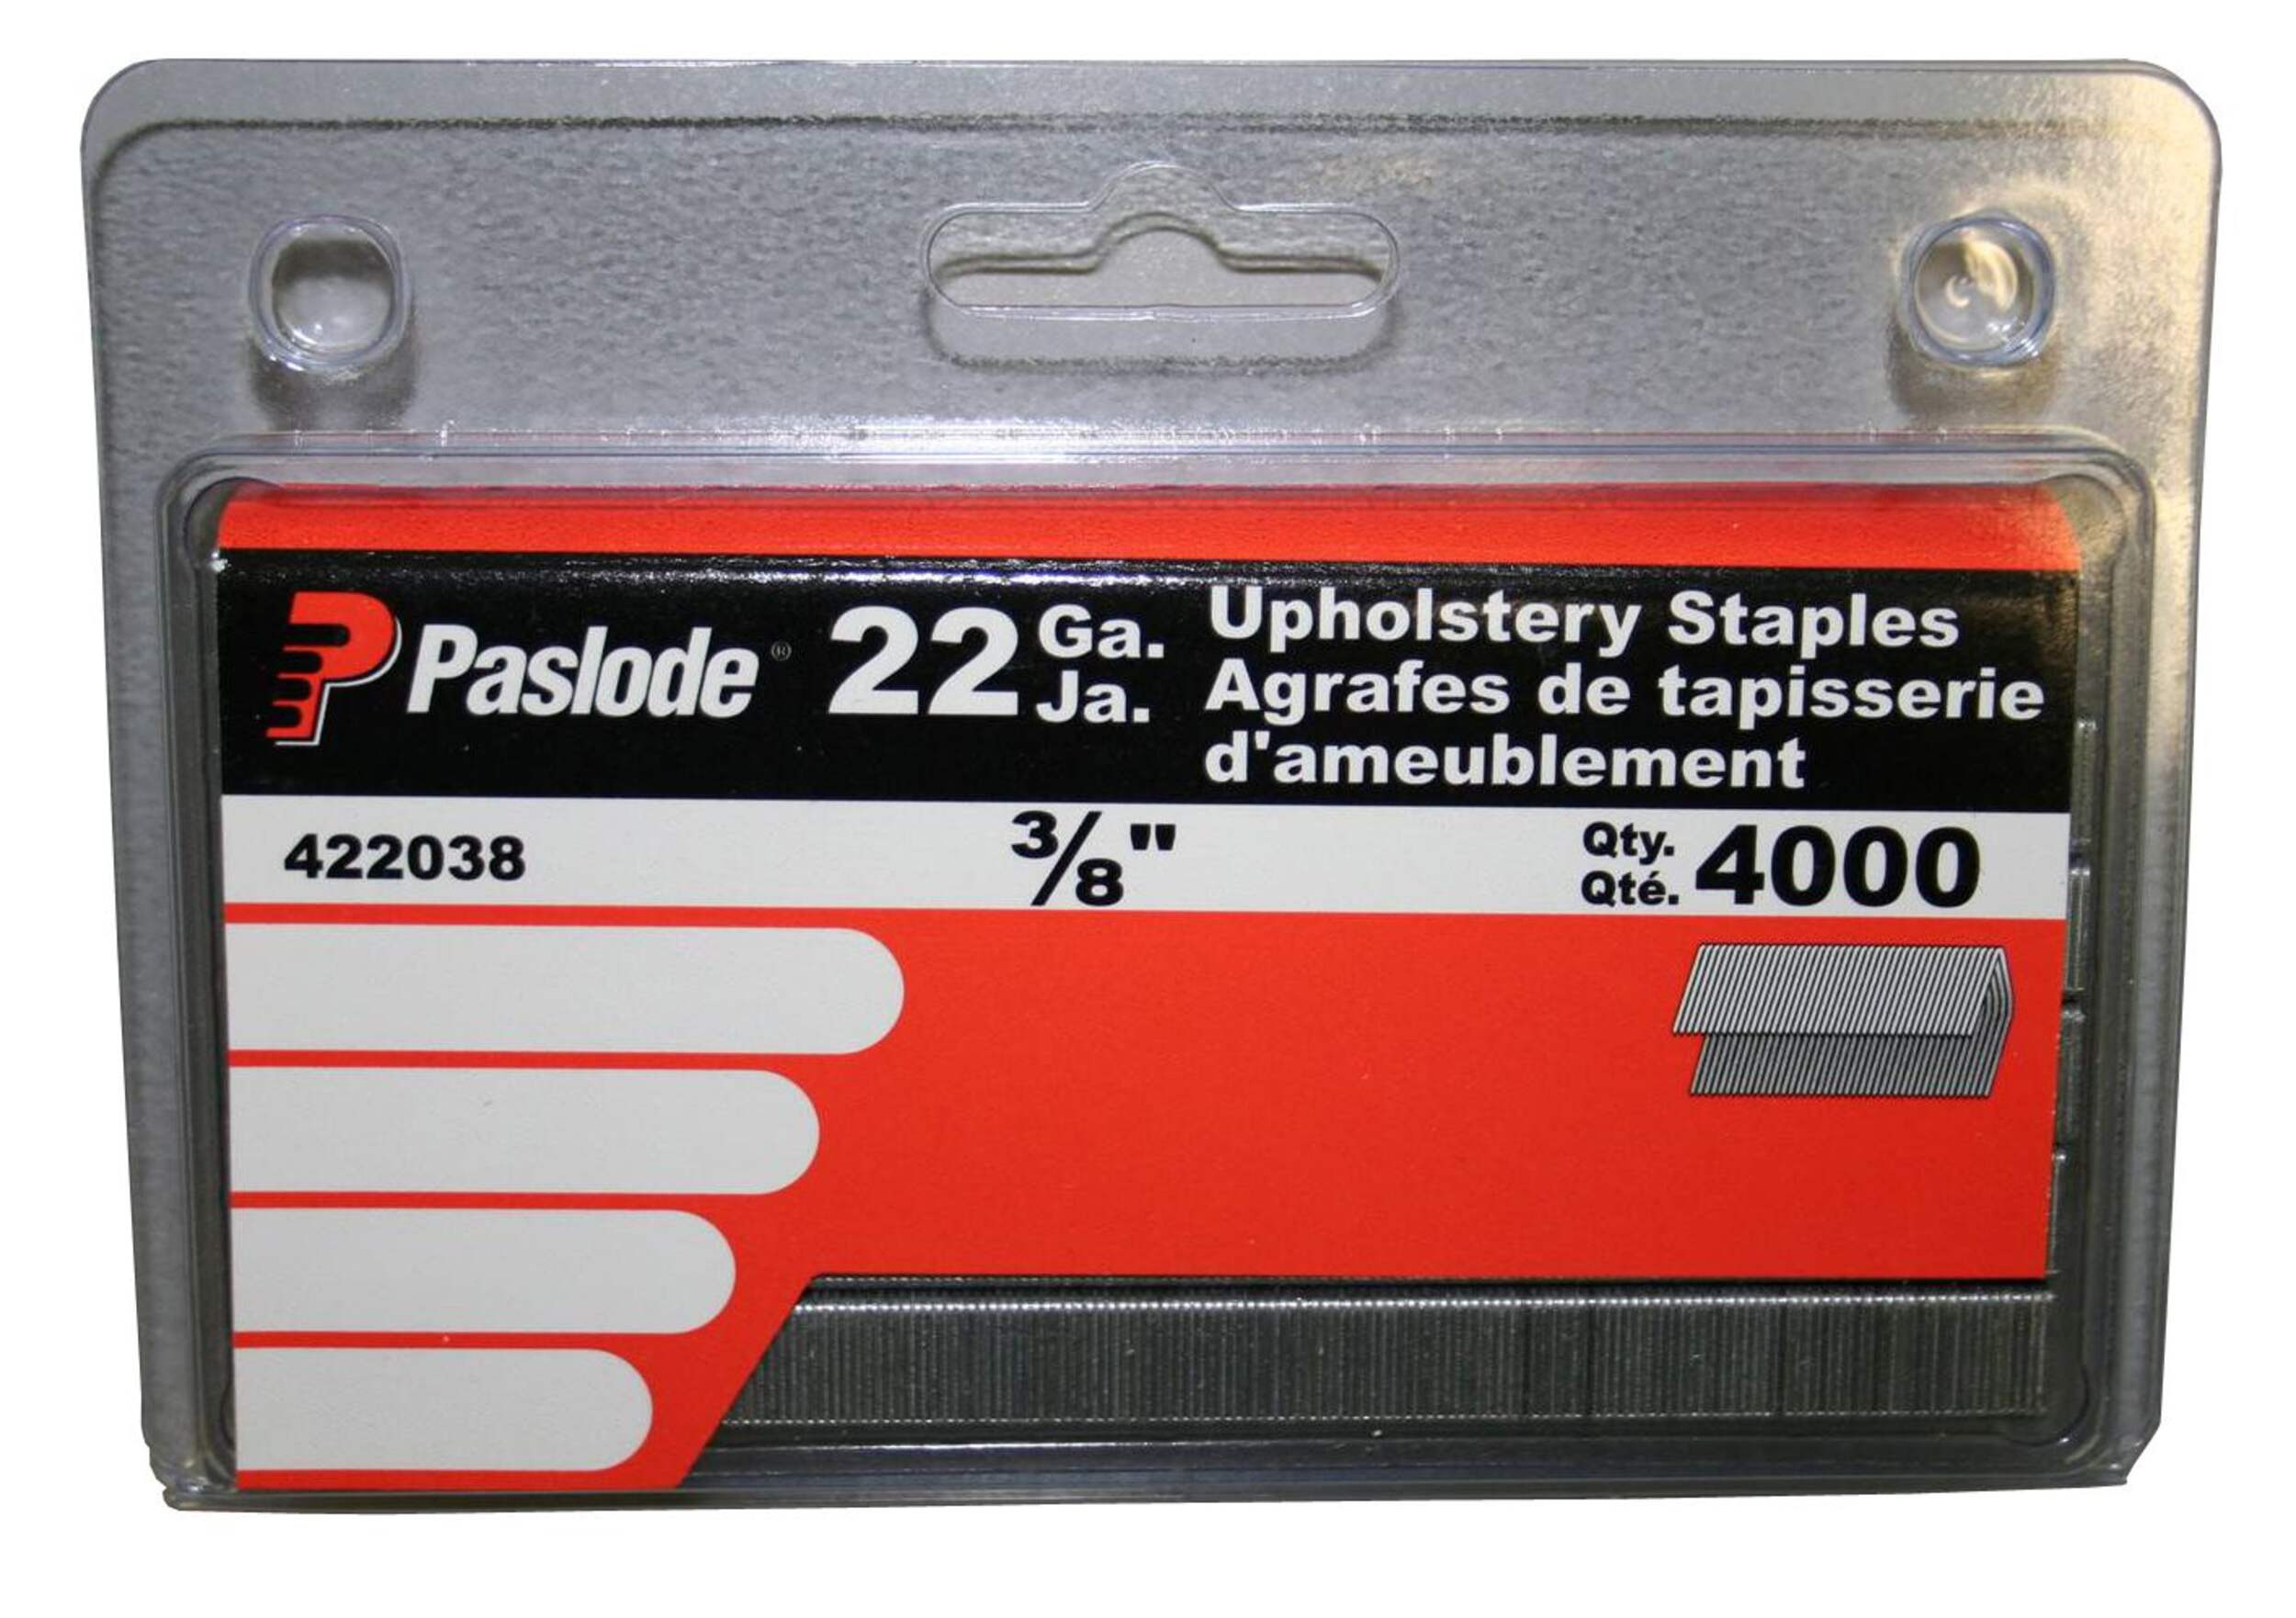 Paslode® 22 Ga. Ja.
Upholstery Staples
Agrafes de tapisserie
d'ameublement
422038 3/8" Qty. Qté. 4000